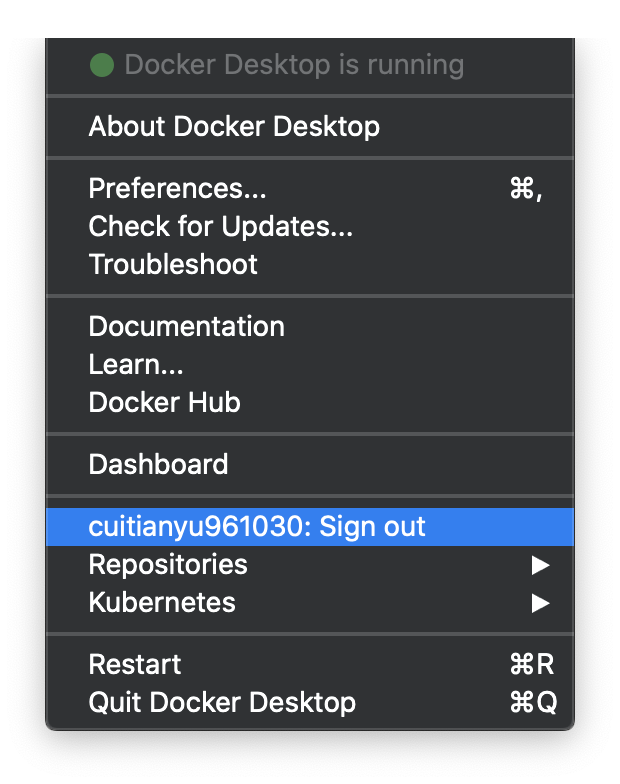 Docker Desktop is running
About Docker Desktop
Preferences... ⌘,
Check for Updates...
Troubleshoot
Documentation
Learn...
Docker Hub
Dashboard
cuitianyu961030: Sign out
Repositories ▶
Kubernetes ▶
Restart ⌘R
Quit Docker Desktop ⌘Q